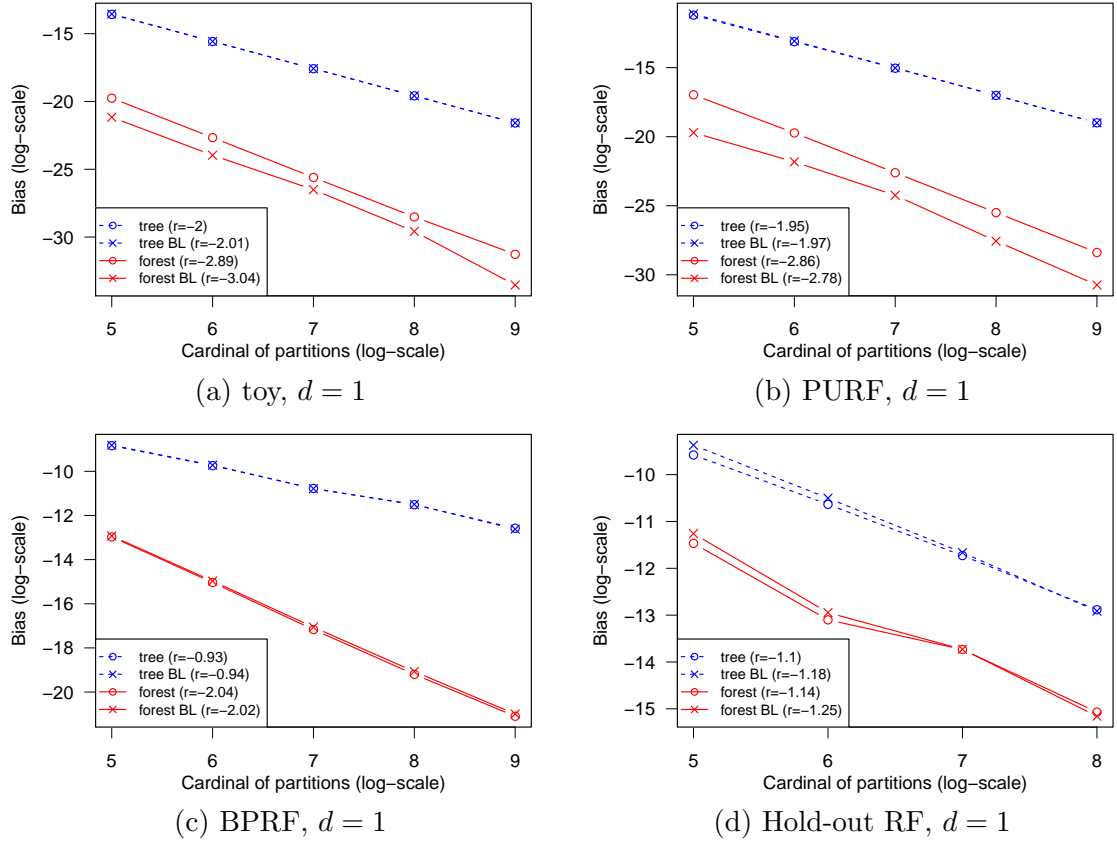 Bias (log−scale)
−15
−20
−25
−30
tree (r=−2)
tree BL (r=−2.01)
forest (r=−2.89)
forest BL (r=−3.04)
5 6 7 8 9
Cardinal of partitions (log−scale)
(a) toy, d = 1
Bias (log−scale)
−15
−20
−25
−30
tree (r=−1.95)
tree BL (r=−1.97)
forest (r=−2.86)
forest BL (r=−2.78)
5 6 7 8 9
Cardinal of partitions (log−scale)
(b) PURF, d = 1
Bias (log−scale)
−10
−12
−14
−16
−18
−20
tree (r=−0.93)
tree BL (r=−0.94)
forest (r=−2.04)
forest BL (r=−2.02)
5 6 7 8 9
Cardinal of partitions (log−scale)
(c) BPRF, d = 1
Bias (log−scale)
−10
−11
−12
−13
−14
−15
tree (r=−1.1)
tree BL (r=−1.18)
forest (r=−1.14)
forest BL (r=−1.25)
5 6 7 8
Cardinal of partitions (log−scale)
(d) Hold-out RF, d = 1